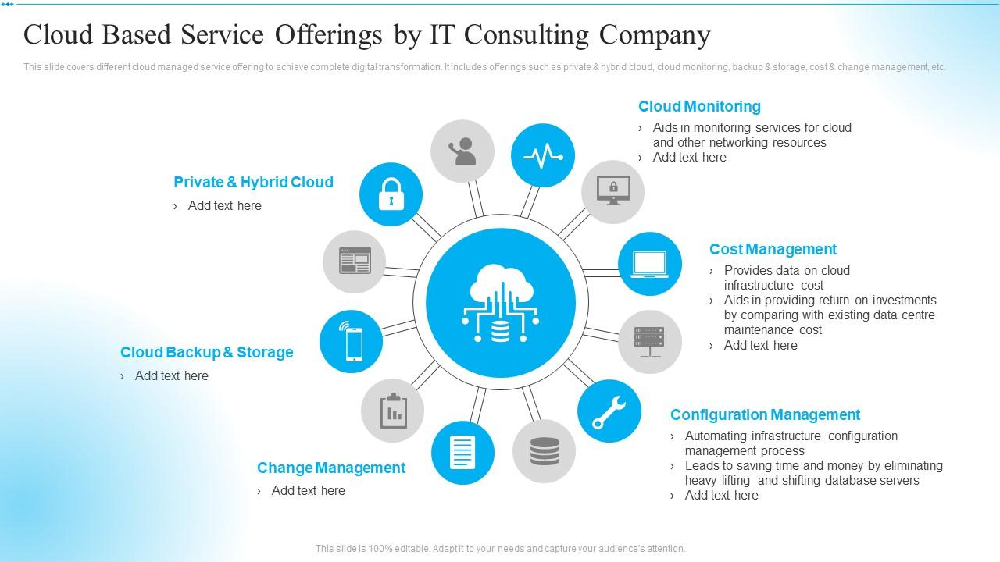 Cloud Based Service Offerings by IT Consulting Company
This slide covers different cloud managed service offering to achieve complete digital transformation. It includes offerings such as private & hybrid cloud, cloud monitoring, backup & storage, cost & change management, etc.
Cloud Monitoring
› Aids in monitoring services for cloud
and other networking resources
› Add text here
Private & Hybrid Cloud
› Add text here
Cost Management
› Provides data on cloud
infrastructure cost
› Aids in providing return on investments
by comparing with existing data centre
maintenance cost
› Add text here
Cloud Backup & Storage
› Add text here
Configuration Management
› Automating infrastructure configuration
management process
› Leads to saving time and money by eliminating
heavy lifting and shifting database servers
› Add text here
Change Management
› Add text here
This slide is 100% editable. Adapt it to your needs and capture your audience's attention.